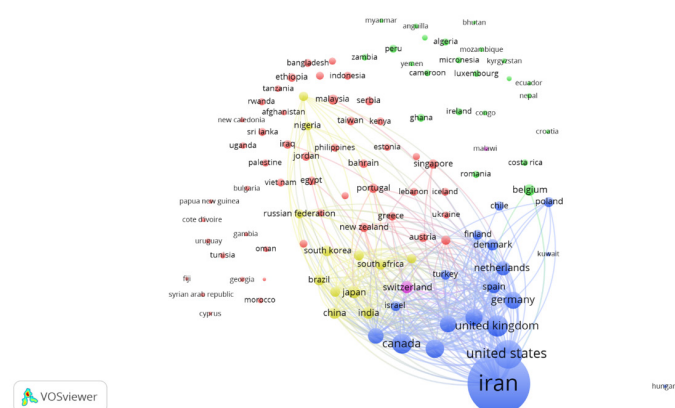 myanmar
anguilla
bhutan
algeria
peru
mozambique
bangladesh
zambia
yemen
micronesia
kyrgyzstan
ethiopia
indonesia
cameroon
luxembourg
tanzania
ecuador
nepal
rwanda
malaysia
serbia
afghanistan
ireland
congo
new caledonia
nigeria
taiwan
kenya
ghana
sri lanka
croatia
uganda
iraq
philippines
estonia
malawi
palestine
jordan
bahrain
singapore
costa rica
romania
viet nam
egypt
bulgaria
portugal
lebanon
iceland
belgium
papua new guinea
chile
poland
russian federation
greece
ukraine
cote divoire
new zealand
gambia
austria
finland
uruguay
denmark
tunisia
oman
south korea
south africa
kuwait
turkey
netherlands
fiji
georgia
brazil
switzerland
spain
syrian arab republic
japan
morocco
israel
germany
cyprus
china
india
united kingdom
canada
united states
iran
hungar
VOSviewer